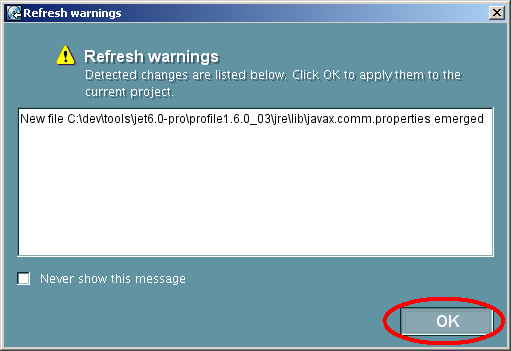 Refresh warnings
Refresh warnings
Detected changes are listed below. Click OK to apply them to the
current project.
New file C:\dev\tools\jet6.0-pro\profile1.6.0_03\jre\lib\javax.comm.properties emerged
Never show this message
OK